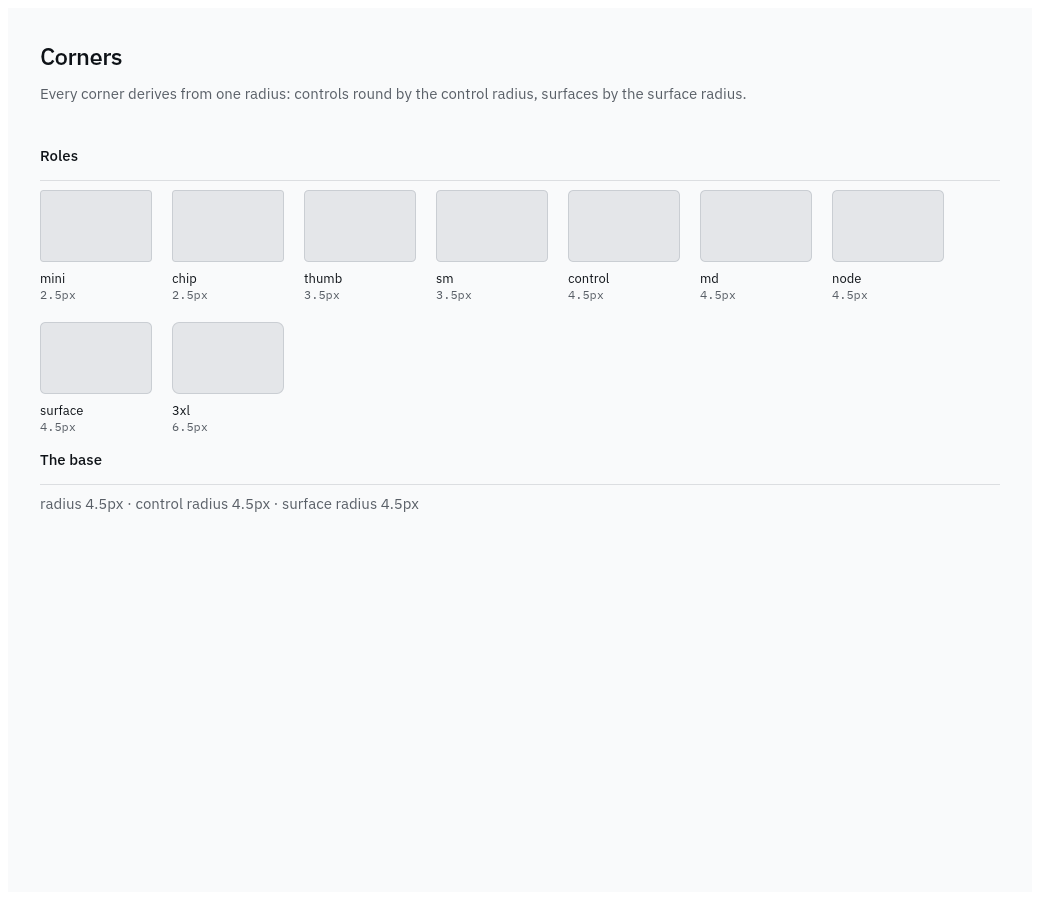 Corners
Every corner derives from one radius: controls round by the control radius, surfaces by the surface radius.
Roles
mini
2.5px
chip
2.5px
thumb
3.5px
sm
3.5px
control
4.5px
md
4.5px
node
4.5px
surface
4.5px
3xl
6.5px
The base
radius 4.5px · control radius 4.5px · surface radius 4.5px